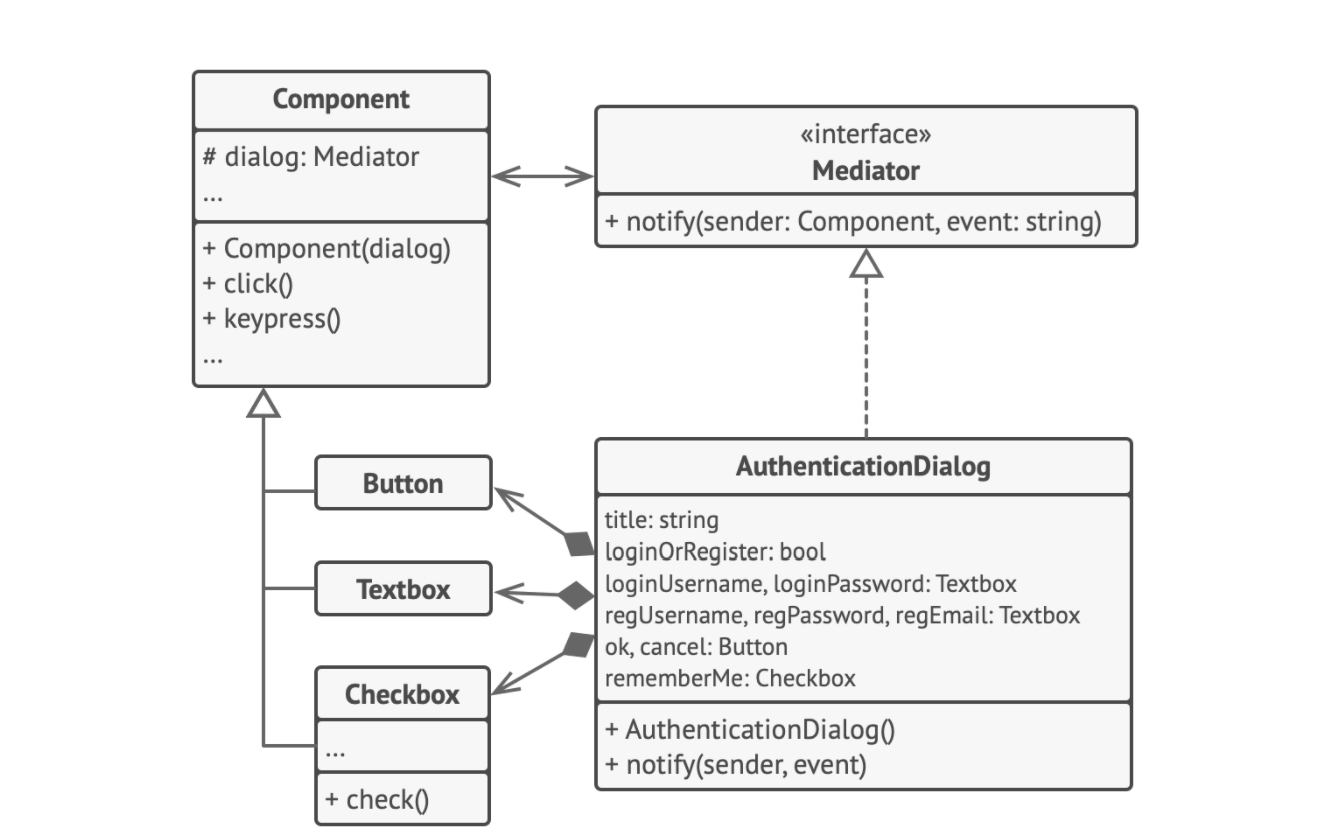 Component
# dialog: Mediator
...
+ Component(dialog)
+ click()
+ keypress()
...
«interface»
Mediator
+ notify(sender: Component, event: string)
Button
Textbox
Checkbox
...
+ check()
AuthenticationDialog
title: string
loginOrRegister: bool
loginUsername, loginPassword: Textbox
regUsername, regPassword, regEmail: Textbox
ok, cancel: Button
rememberMe: Checkbox
+ AuthenticationDialog()
+ notify(sender, event)